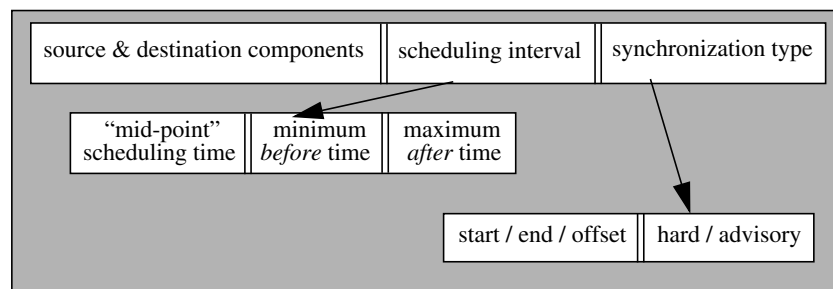 source & destination components scheduling interval synchronization type
“mid-point” minimum maximum
scheduling time before time after time
start / end / offset hard / advisory